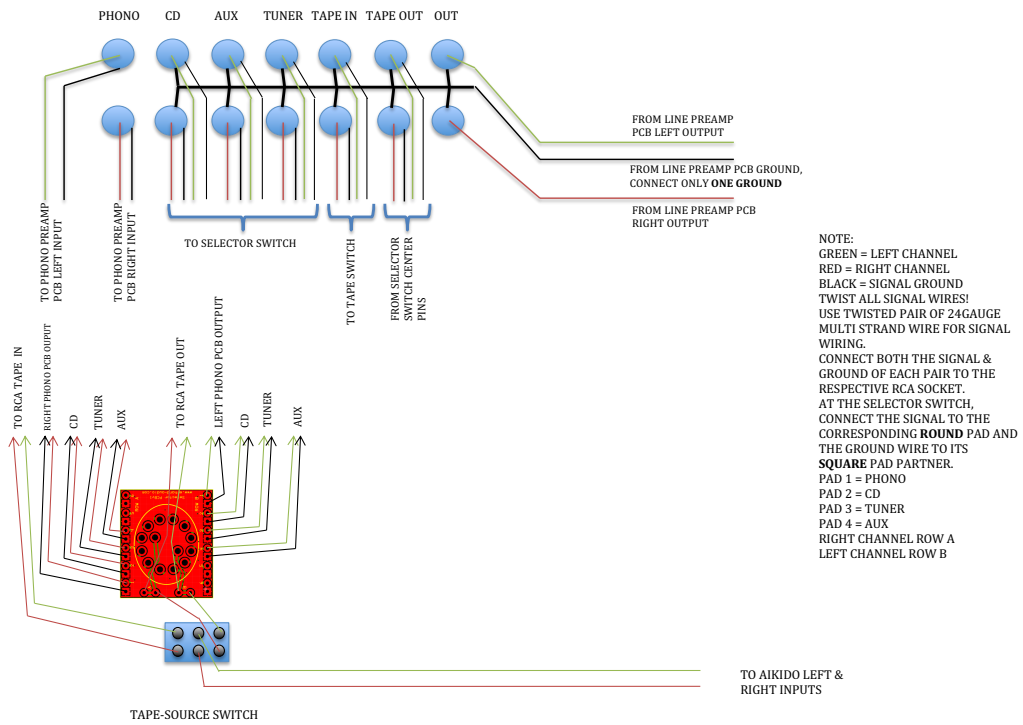 PHONO CD AUX TUNER TAPE IN TAPE OUT OUT
FROM LINE PREAMP
PCB LEFT OUTPUT
FROM LINE PREAMP PCB GROUND,
CONNECT ONLY ONE GROUND
FROM LINE PREAMP PCB
RIGHT OUTPUT
TO PHONO PREAMP
PCB LEFT INPUT
TO PHONO PREAMP
PCB RIGHT INPUT
TO SELECTOR SWITCH
TO TAPE SWITCH
FROM SELECTOR
SWITCH CENTER
PINS
NOTE:
GREEN = LEFT CHANNEL
RED = RIGHT CHANNEL
BLACK = SIGNAL GROUND
TWIST ALL SIGNAL WIRES!
USE TWISTED PAIR OF 24GAUGE
MULTI STRAND WIRE FOR SIGNAL
WIRING.
CONNECT BOTH THE SIGNAL &
GROUND OF EACH PAIR TO THE
RESPECTIVE RCA SOCKET.
AT THE SELECTOR SWITCH,
CONNECT THE SIGNAL TO THE
CORRESPONDING ROUND PAD AND
THE GROUND WIRE TO ITS
SQUARE PAD PARTNER.
PAD 1 = PHONO
PAD 2 = CD
PAD 3 = TUNER
PAD 4 = AUX
RIGHT CHANNEL ROW A
LEFT CHANNEL ROW B
TO RCA TAPE IN
RIGHT PHONO PCB OUPUT
CD
TUNER
AUX
TO RCA TAPE OUT
LEFT PHONO PCB OUTPUT
CD
TUNER
AUX
TO AIKIDO LEFT &
RIGHT INPUTS
TAPE-SOURCE SWITCH